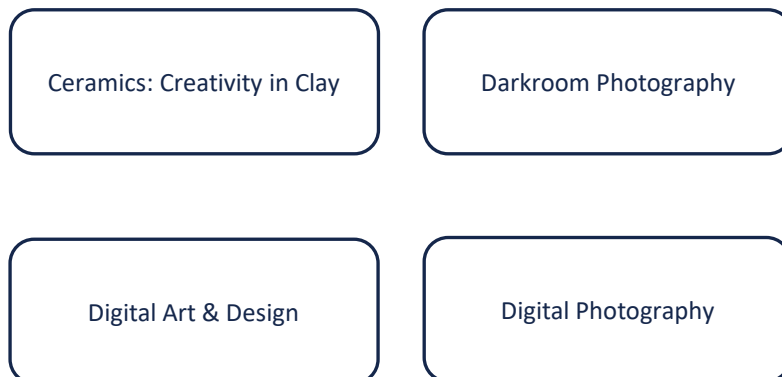 Ceramics: Creativity in Clay
Darkroom Photography
Digital Art & Design
Digital Photography